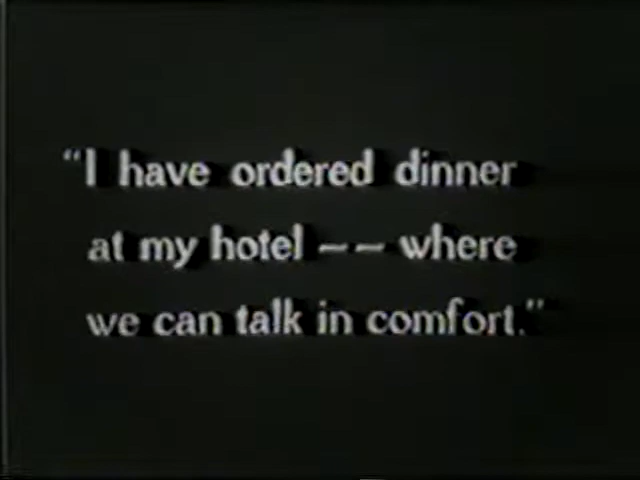 "I have ordered dinner
at my hotel -- where
we can talk in comfort."